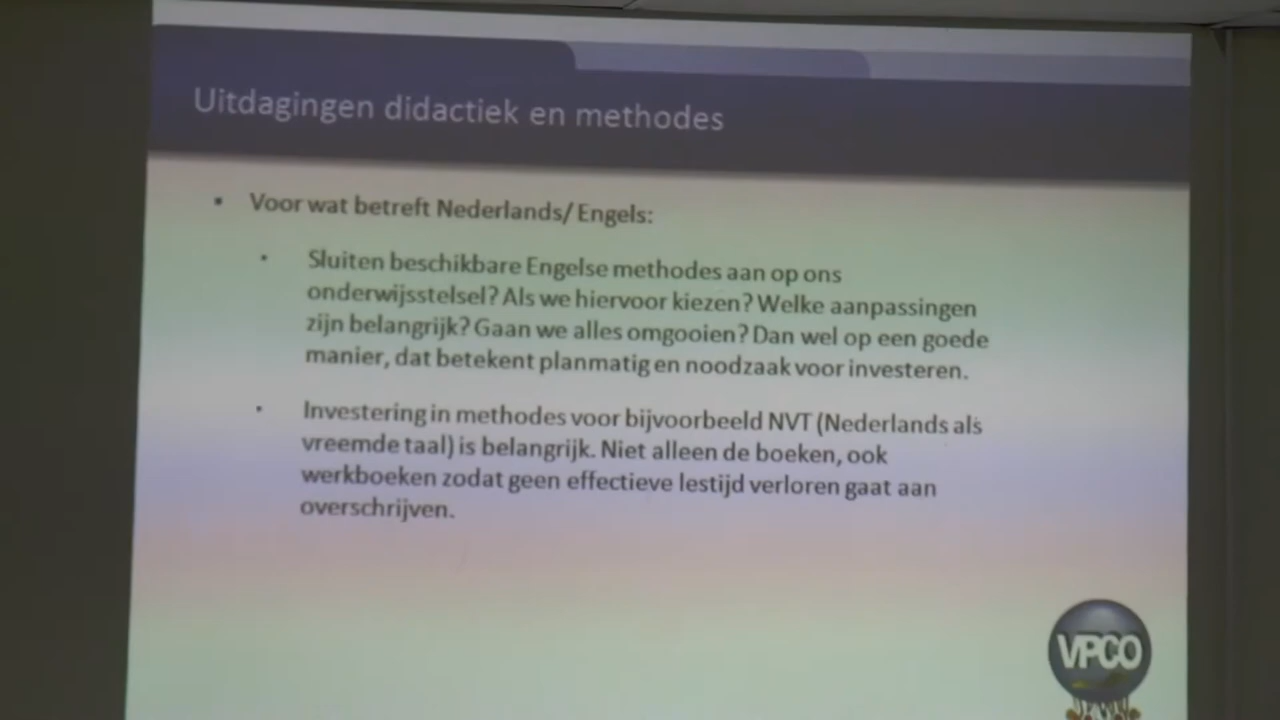 Uitdagingen didactiek en methodes
Voor wat betreft Nederlands/Engels:
Sluiten beschikbare Engelse methodes aan op ons
onderwijsstelsel? Als we hiervoor kiezen? Welke aanpassingen
zijn belangrijk? Gaan we alles omgooien? Dan wel op een goede
manier, dat betekent planmatig en noodzaak voor investeren.
Investering in methodes voor bijvoorbeeld NVT (Nederlands als
vreemde taal) is belangrijk. Niet alleen de boeken, ook
werkboeken zodat geen effectieve lestijd verloren gaat aan
overschrijven.
VPCO